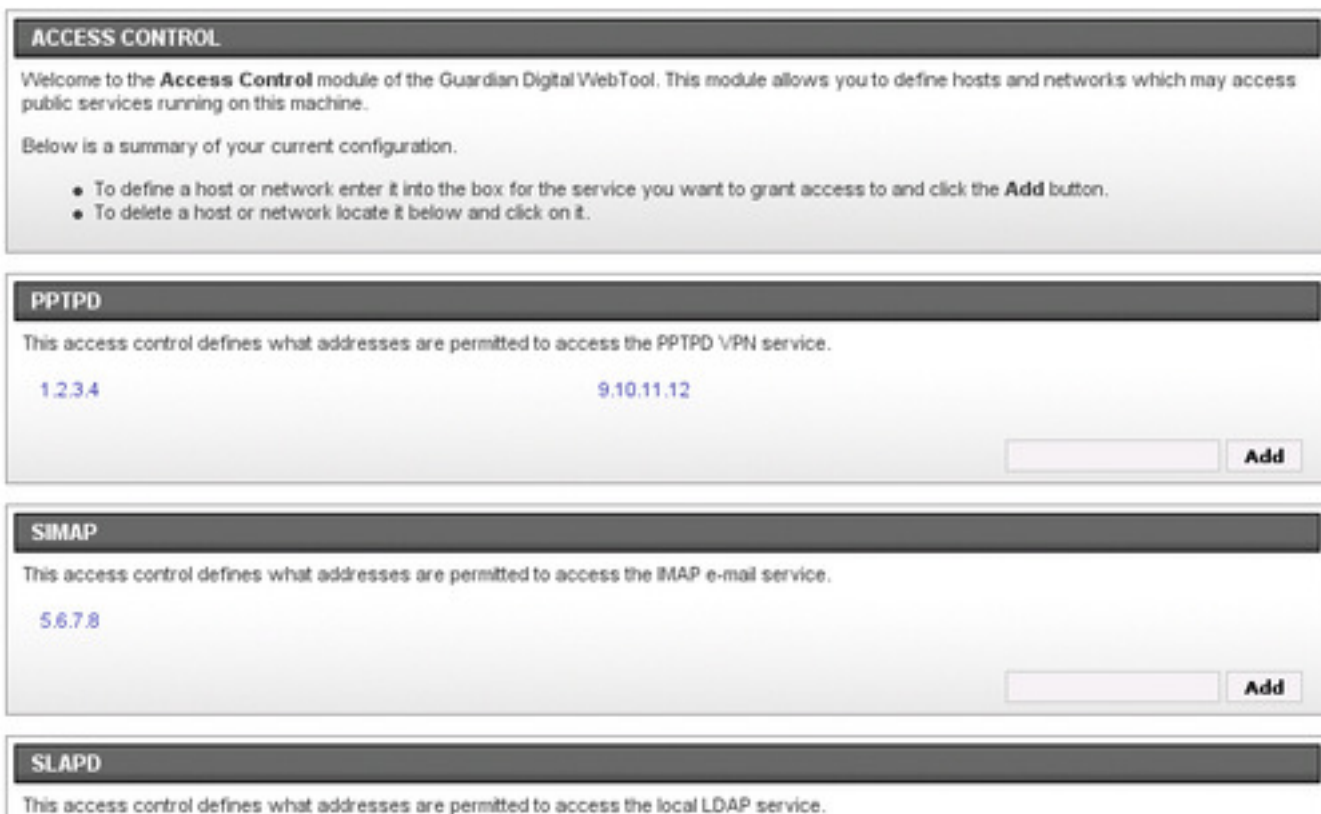 ACCESS CONTROL
Welcome to the Access Control module of the Guardian Digital WebTool. This module allows you to define hosts and networks which may access
public services running on this machine.
Below is a summary of your current configuration.
• To define a host or network enter it into the box for the service you want to grant access to and click the Add button.
• To delete a host or network locate it below and click on it.
PPTPD
This access control defines what addresses are permitted to access the PPTPD VPN service.
1.2.3.4 9.10.11.12
Add
SIMAP
This access control defines what addresses are permitted to access the IMAP e-mail service.
5.6.7.8
Add
SLAPD
This access control defines what addresses are permitted to access the local LDAP service.